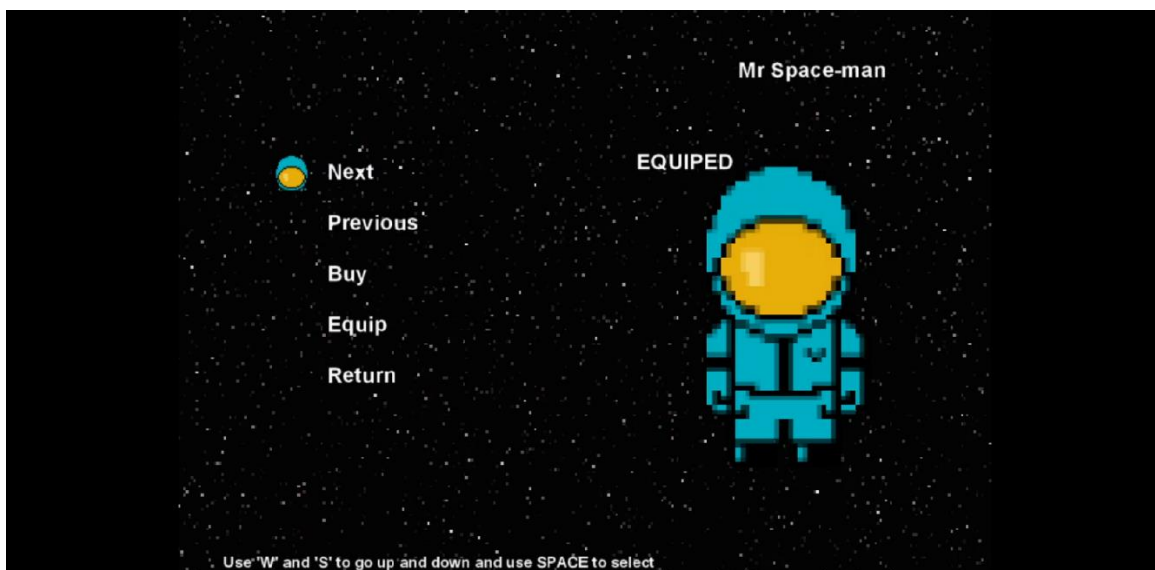 Mr Space-man
EQUIPED
Next
Previous
Buy
Equip
Return
Use 'W' and 'S' to go up and down and use SPACE to select